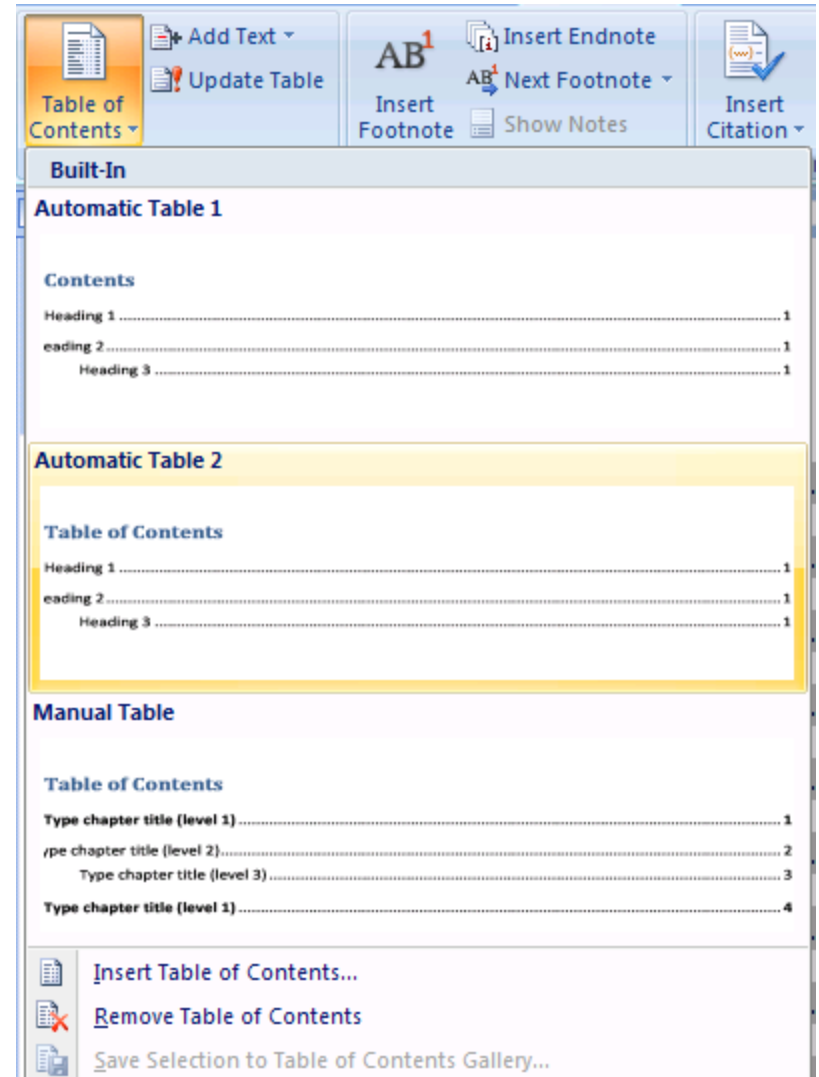 Add Text
Update Table
Table of
Contents
AB1
Insert
Footnote
Insert Endnote
AB1 Next Footnote
Show Notes
Insert
Citation
Built-In
Automatic Table 1
Contents
Heading 1 ........ 1
eading 2 ........ 1
Heading 3 ........ 1
Automatic Table 2
Table of Contents
Heading 1 ........ 1
eading 2 ........ 1
Heading 3 ........ 1
Manual Table
Table of Contents
Type chapter title (level 1) ........ 1
ype chapter title (level 2) ........ 2
Type chapter title (level 3) ........ 3
Type chapter title (level 1) ........ 4
Insert Table of Contents...
Remove Table of Contents
Save Selection to Table of Contents Gallery...